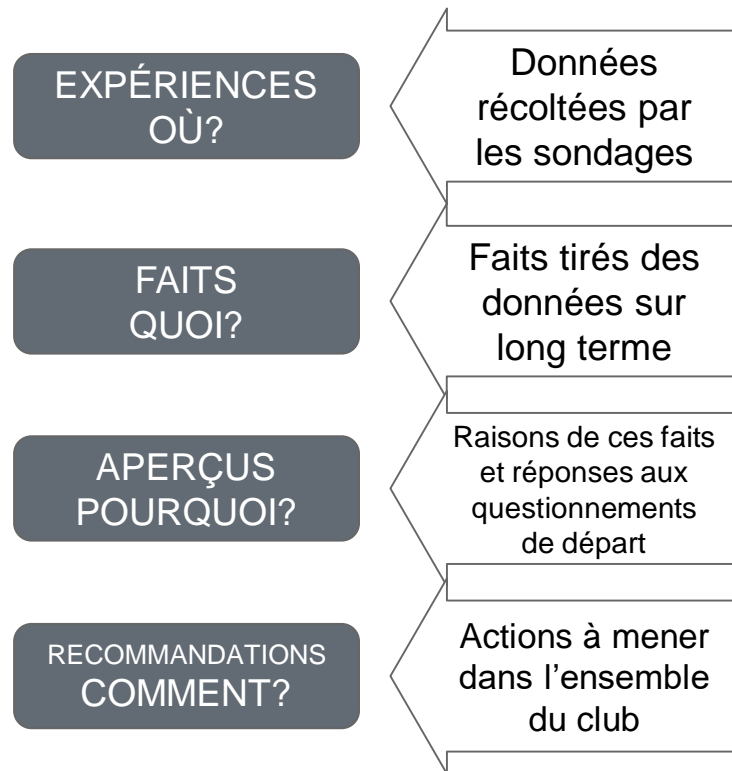 EXPÉRIENCES
OÙ?
Données
récoltées par
les sondages
FAITS
QUOI?
Faits tirés des
données sur
long terme
APERÇUS
POURQUOI?
Raisons de ces faits
et réponses aux
questionnements
de départ
RECOMMANDATIONS
COMMENT?
Actions à mener
dans l'ensemble
du club